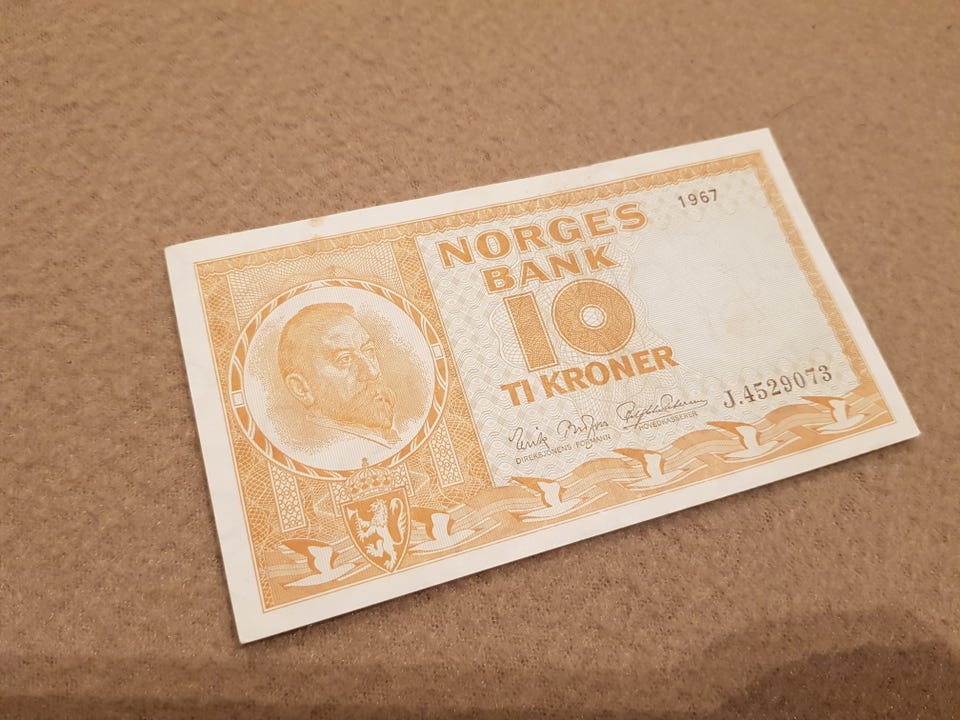 NORGES
1967
BANK
10
TI KRONER
J.4529073
DIREKSJONENS FORMANN
HOVEDKASSERER